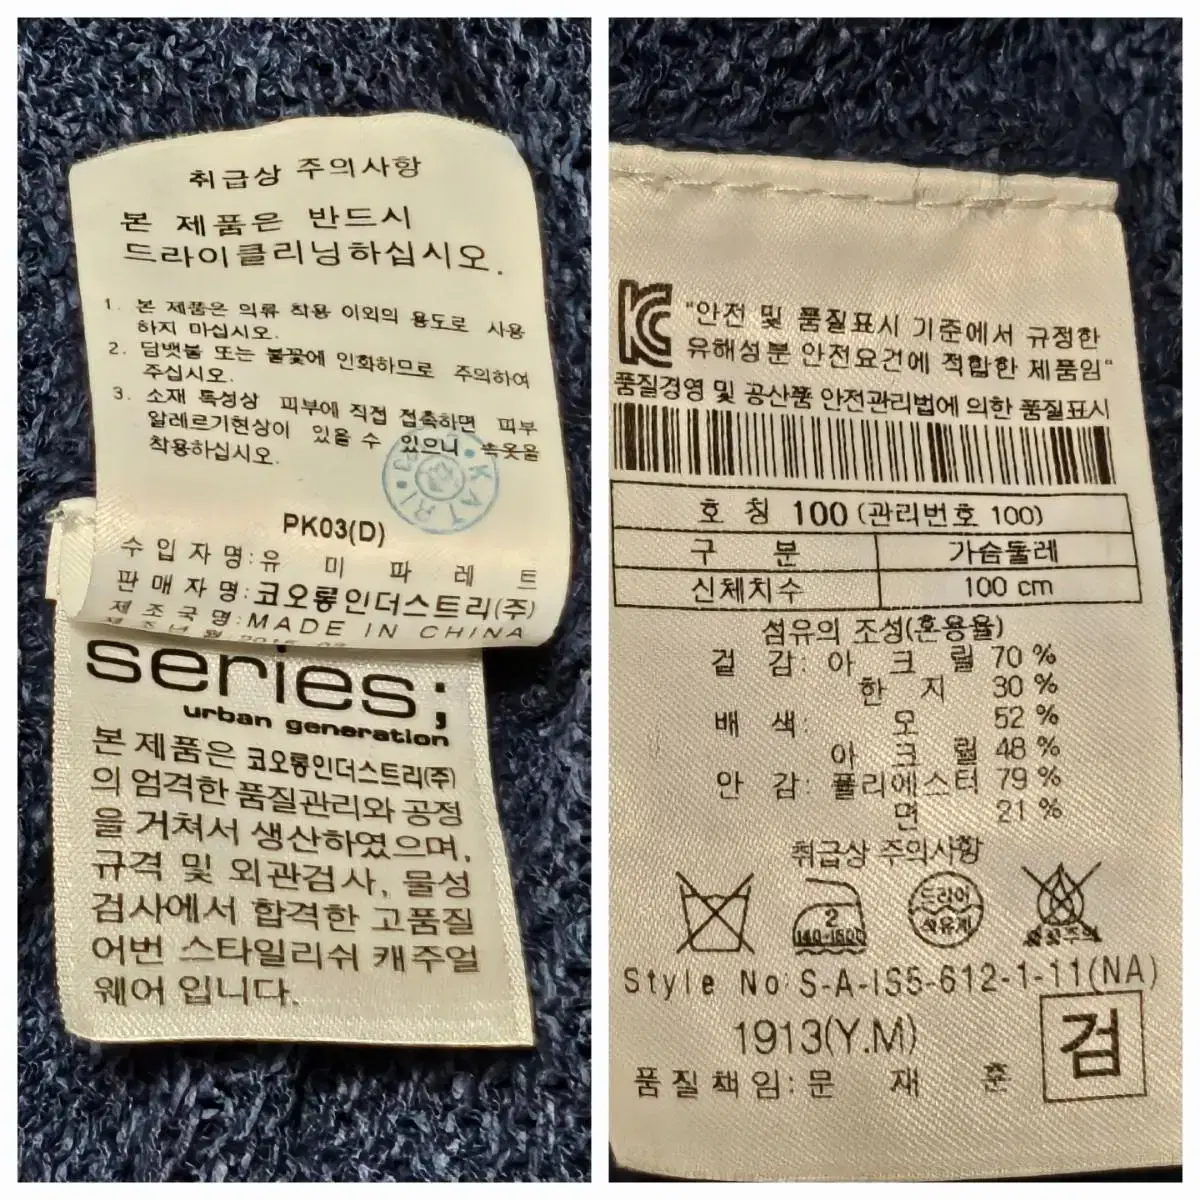 취급상 주의사항
본 제품은 반드시
드라이클리닝하십시오.
1. 본 제품은 의류 착용 이외의 용도로 사용
하지 마십시오.
2. 담뱃불 또는 불꽃에 인화하므로 주의하여
주십시오.
3. 소재 특성상 피부에 직접 접촉하면 피부
알레르기현상이 있을 수 있으니 속옷을
착용하십시오.
KATRI
PK03(D)
수입자명:유 미 파 레 트
판매자명:코오롱인더스트리(주)
제조국명:MADE IN CHINA
제조년월
series;
urban generation
본 제품은 코오롱인더스트리(주)
의 엄격한 품질관리와 공정
을 거쳐서 생산하였으며,
규격 및 외관검사, 물성
검사에서 합격한 고품질
어번 스타일리쉬 캐주얼
웨어 입니다.
"안전 및 품질표시 기준에서 규정한
유해성분 안전요건에 적합한 제품임"
품질경영 및 공산품 안전관리법에 의한 품질표시
호 칭 100 (관리번호 100)
구 분 가슴둘레
신체치수 100 cm
섬유의 조성(혼용율)
겉 감: 아 크 릴 70 %
한 지 30 %
배 색: 모 52 %
아 크 릴 48 %
안 감: 폴리에스터 79 %
면 21 %
취급상 주의사항
2
140-160℃
드라이
석유계
Style No:S-A-IS5-612-1-11(NA)
1913(Y.M)
검
품질책임: 문 재 훈